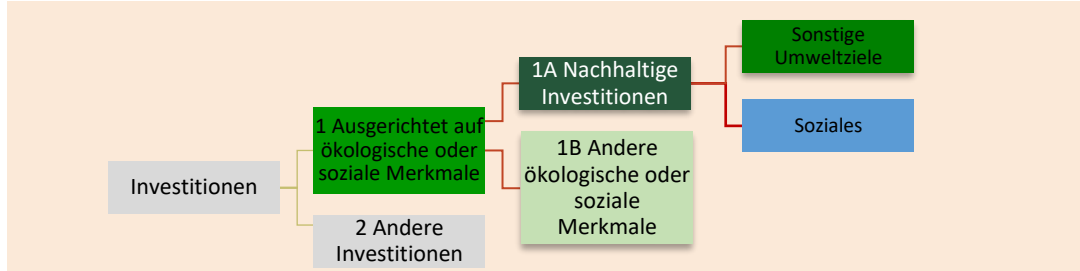 Investitionen
1 Ausgerichtet auf
ökologische oder
soziale Merkmale
2 Andere
Investitionen
1A Nachhaltige
Investitionen
1B Andere
ökologische oder
soziale
Merkmale
Sonstige
Umweltziele
Soziales